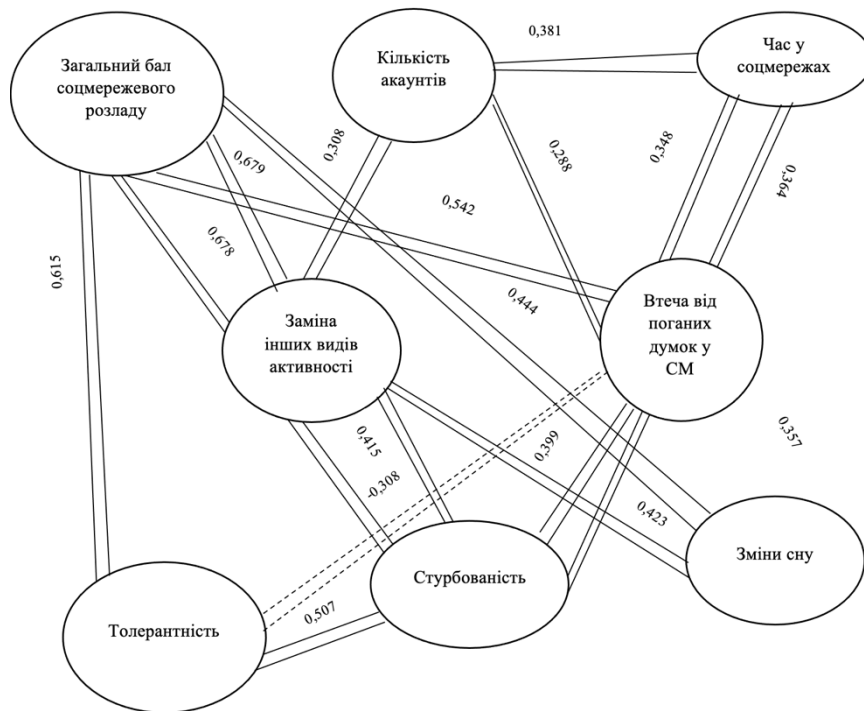 Загальний бал
соцмережевого
розладу
Кількість
акаунтів
0,381
Час у
соцмережах
0,679
0,308
0,288
0,348
0,364
0,542
0,678
0,615
0,444
Заміна
інших видів
активності
Втеча від
поганих
думок у
СМ
0,415
-0,308
0,399
0,357
0,423
Толерантність
0,507
Стурбованість
Зміни сну